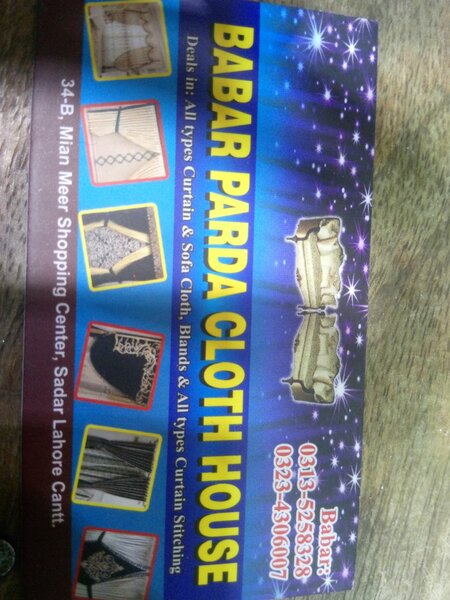 Babar:
0313-5258328
0323-4306007
BABAR PARDA CLOTH HOUSE
Deals in: All types Curtain & Sofa Cloth, Blands & All types Curtain Stitching
34-B, Mian Meer Shopping Center, Sadar Lahore Cantt.